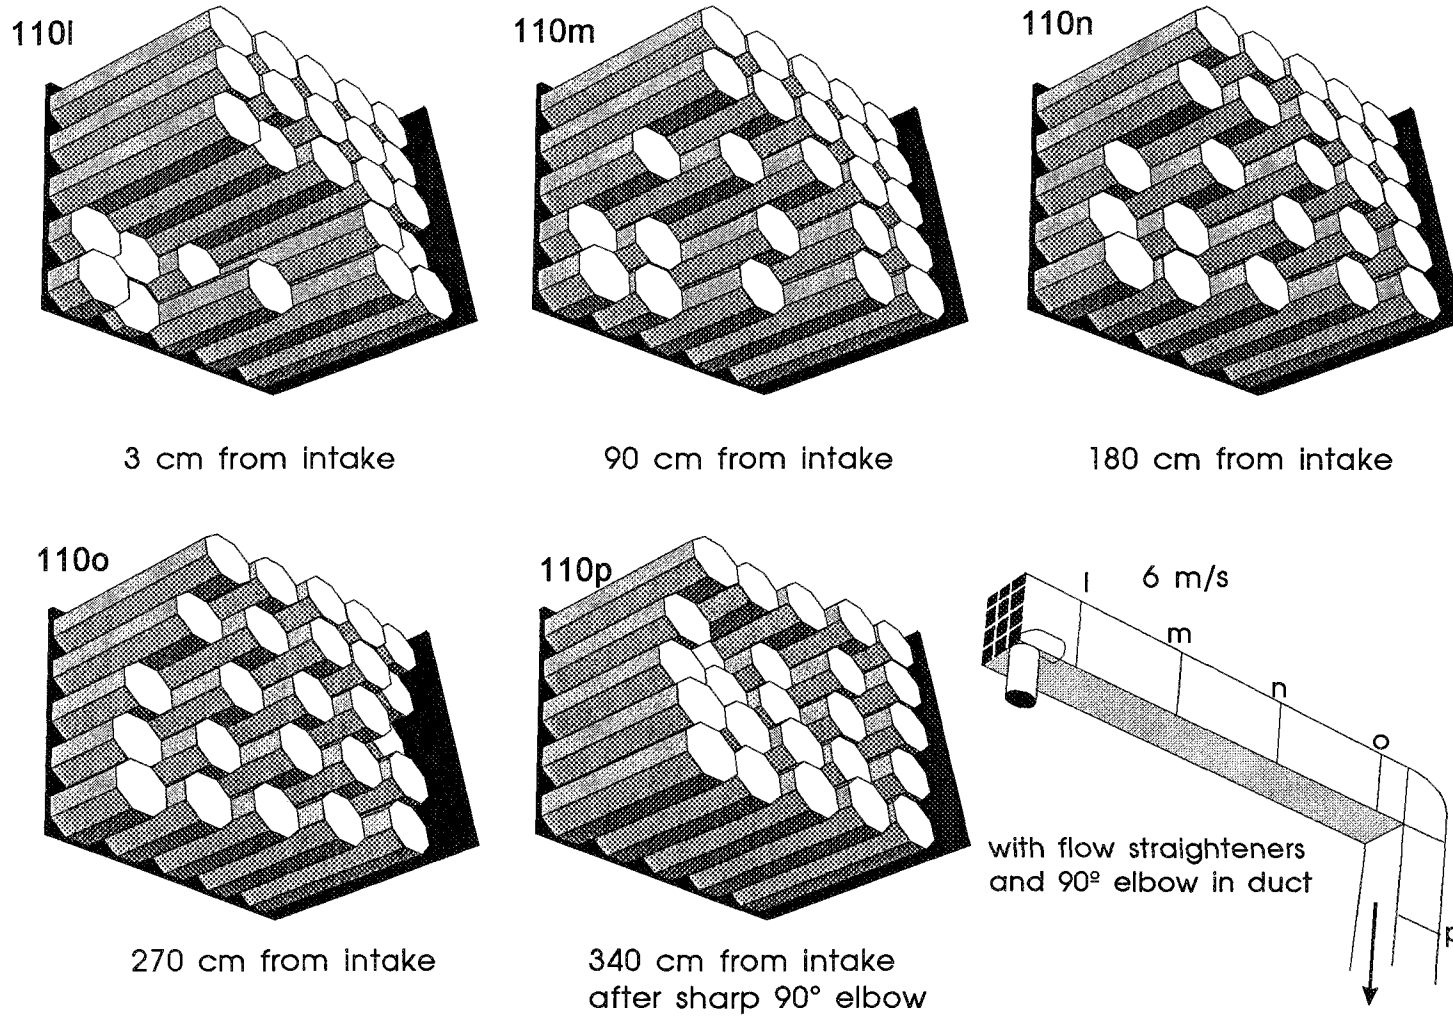 110l
110m
110n
3 cm from intake
90 cm from intake
180 cm from intake
110o
110p
l
6 m/s
m
n
o
with flow straighteners
and 90º elbow in duct
p
270 cm from intake
340 cm from intake
after sharp 90° elbow